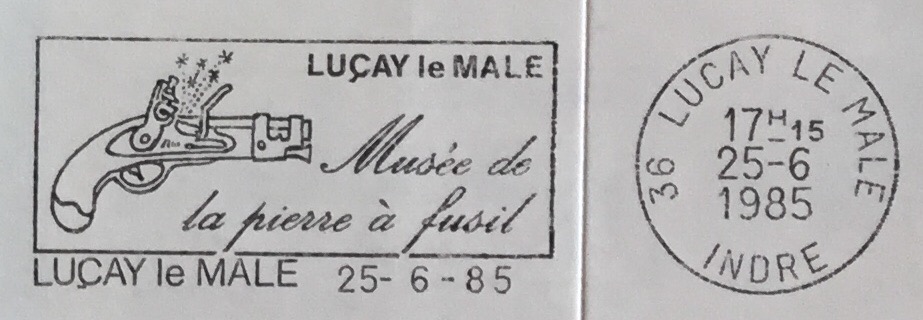 LUÇAY le MALE
Musée de
la pierre à fusil
LUÇAY le MALE 25-6-85
36 LUCAY LE MALE
17H15
25-6
1985
INDRE